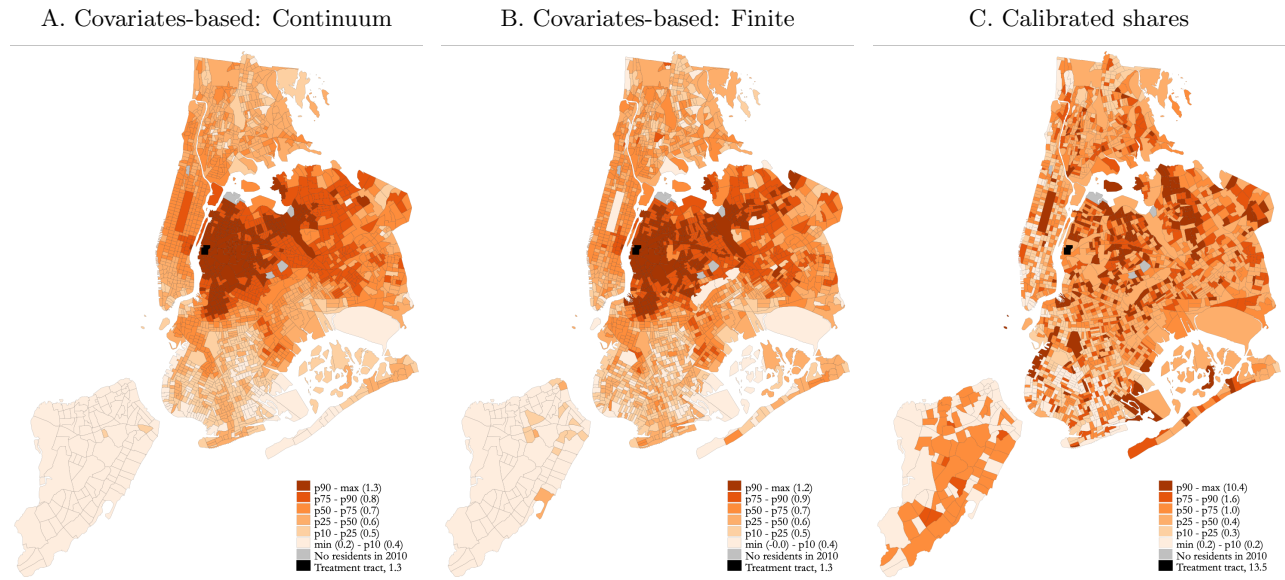 A. Covariates-based: Continuum
B. Covariates-based: Finite
C. Calibrated shares
p90 - max (1.3)
p75 - p90 (0.8)
p50 - p75 (0.7)
p25 - p50 (0.6)
p10 - p25 (0.5)
min (0.2) - p10 (0.4)
No residents in 2010
Treatment tract, 1.3
p90 - max (1.2)
p75 - p90 (0.9)
p50 - p75 (0.7)
p25 - p50 (0.6)
p10 - p25 (0.5)
min (-0.0) - p10 (0.4)
No residents in 2010
Treatment tract, 1.3
p90 - max (10.4)
p75 - p90 (1.6)
p50 - p75 (1.0)
p25 - p50 (0.4)
p10 - p25 (0.3)
min (0.2) - p10 (0.2)
No residents in 2010
Treatment tract, 13.5